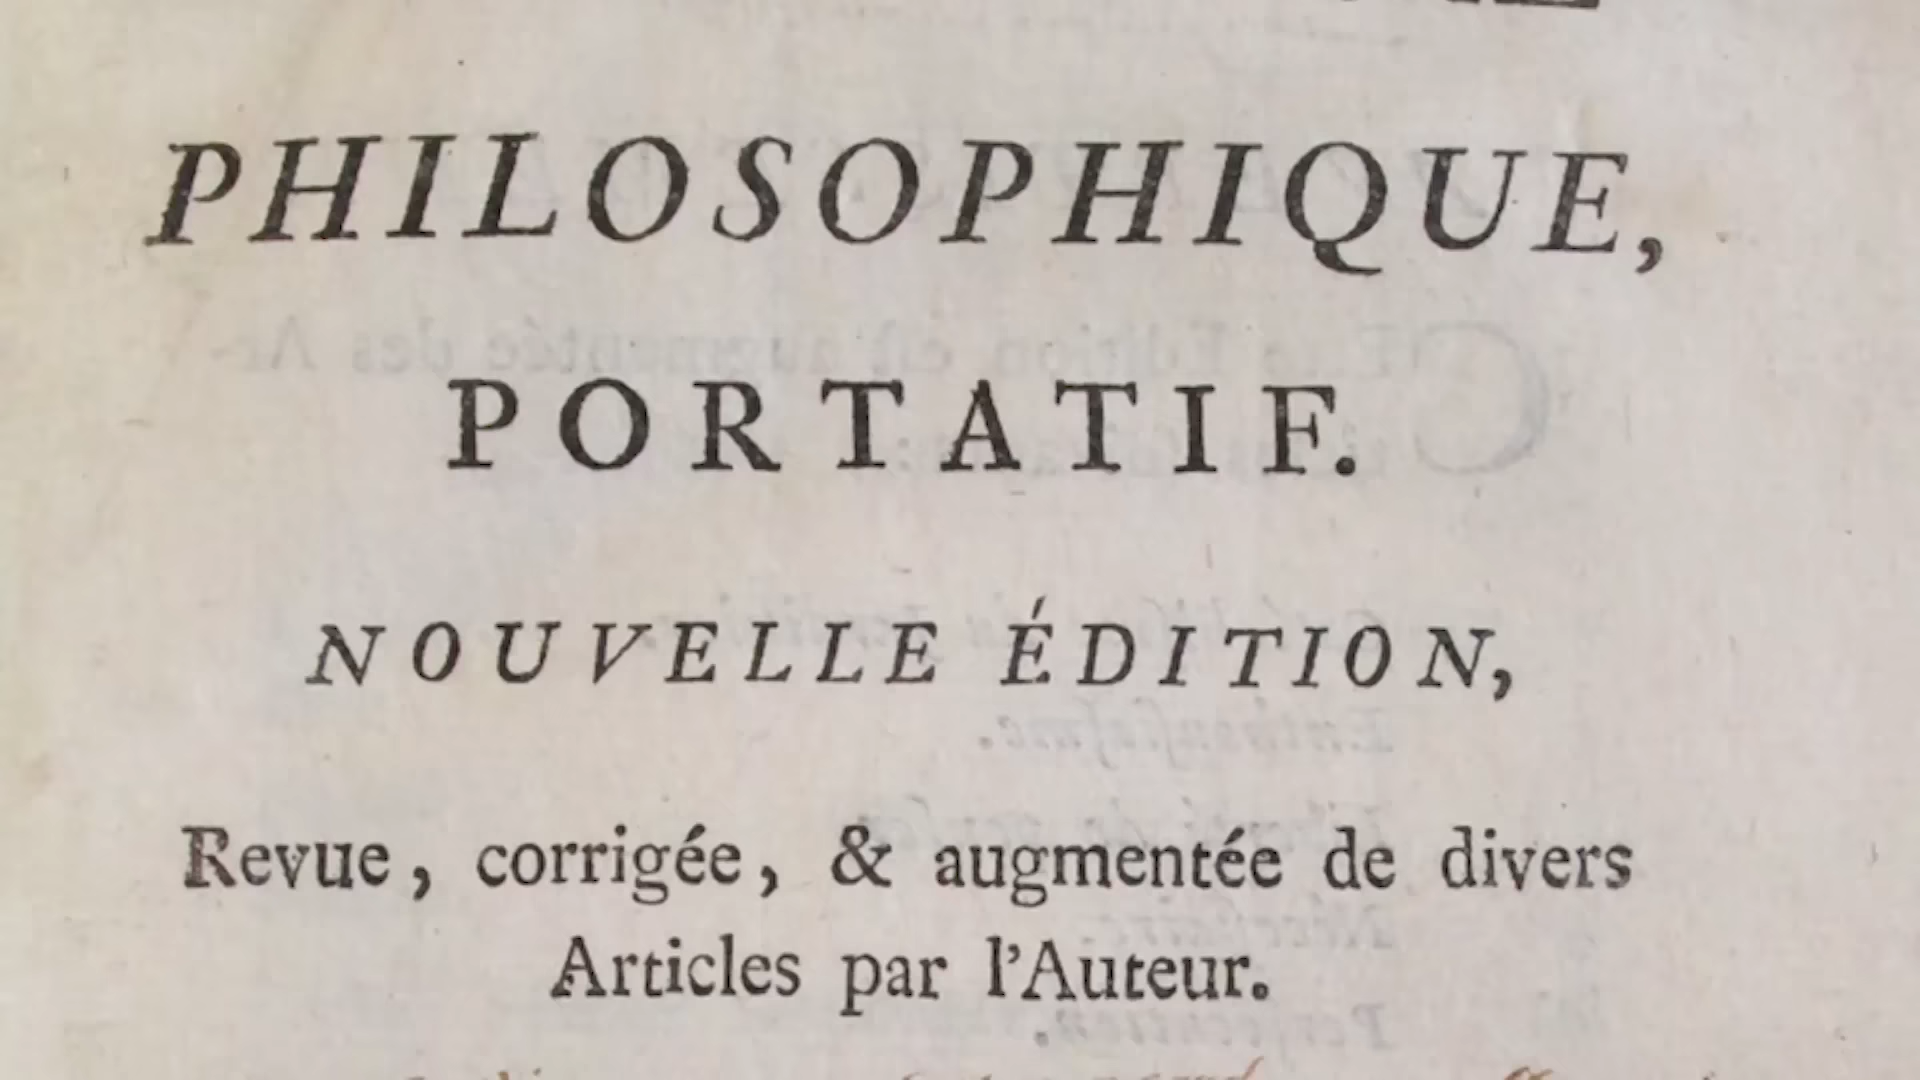 PHILOSOPHIQUE,
PORTATIF.
NOUVELLE ÉDITION,
Revue, corrigée, & augmentée de divers
Articles par l'Auteur.